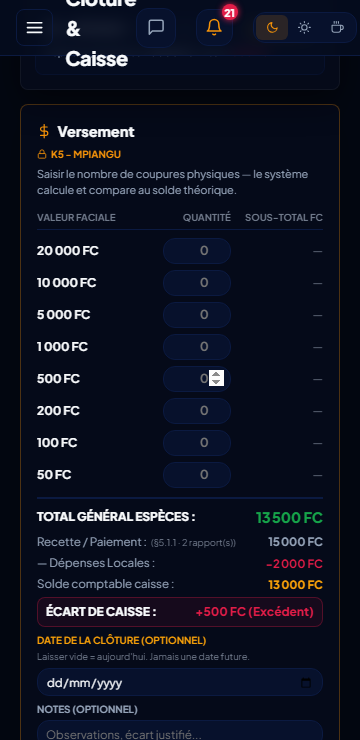 Clôture
&
Caisse
21
$ Versement
K5 - MPIANGU
Saisir le nombre de coupures physiques — le système
calcule et compare au solde théorique.
VALEUR FACIALE QUANTITÉ SOUS-TOTAL FC
20 000 FC 0 —
10 000 FC 0 —
5 000 FC 0 —
1 000 FC 0 —
500 FC 0 —
200 FC 0 —
100 FC 0 —
50 FC 0 —
TOTAL GÉNÉRAL ESPÈCES : 13 500 FC
Recette / Paiement : (§5.1.1 · 2 rapport(s)) 15 000 FC
— Dépenses Locales : -2 000 FC
Solde comptable caisse : 13 000 FC
ÉCART DE CAISSE : +500 FC (Excédent)
DATE DE LA CLÔTURE (OPTIONNEL)
Laisser vide = aujourd'hui. Jamais une date future.
dd/mm/yyyy
NOTES (OPTIONNEL)
Observations, écart justifié...